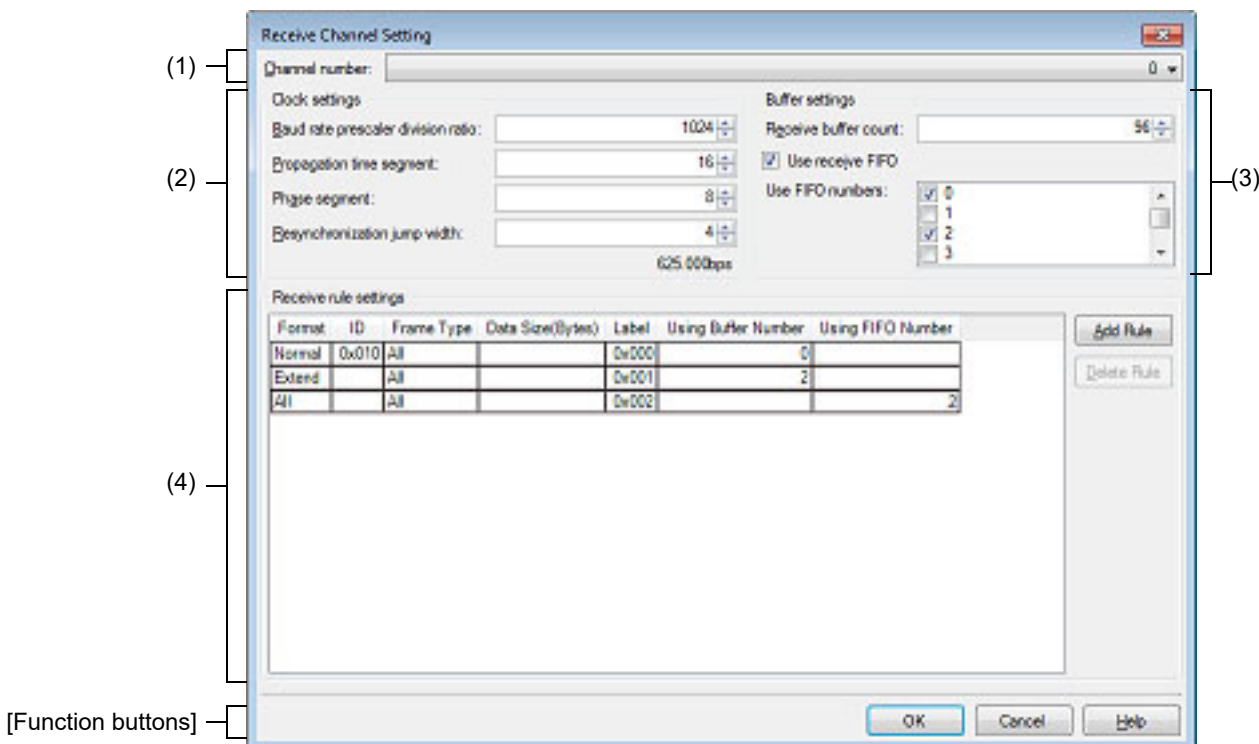 Receive Channel Setting
(1)
Channel number: 0
(2)
Clock settings
Baud rate prescaler division ratio: 1024
Propagation time segment: 16
Phase segment: 8
Resynchronization jump width: 4
625.000bps
Buffer settings
(3)
Receive buffer count: 96
Use receive FIFO
Use FIFO numbers:
0
1
2
3
(4)
Receive rule settings
Format ID Frame Type Data Size(Bytes) Label Using Buffer Number Using FIFO Number
Normal 0x010 All 0x000 0
Extend All 0x001 2
All All 0x002 2
Add Rule
Delete Rule
[Function buttons]
OK Cancel Help